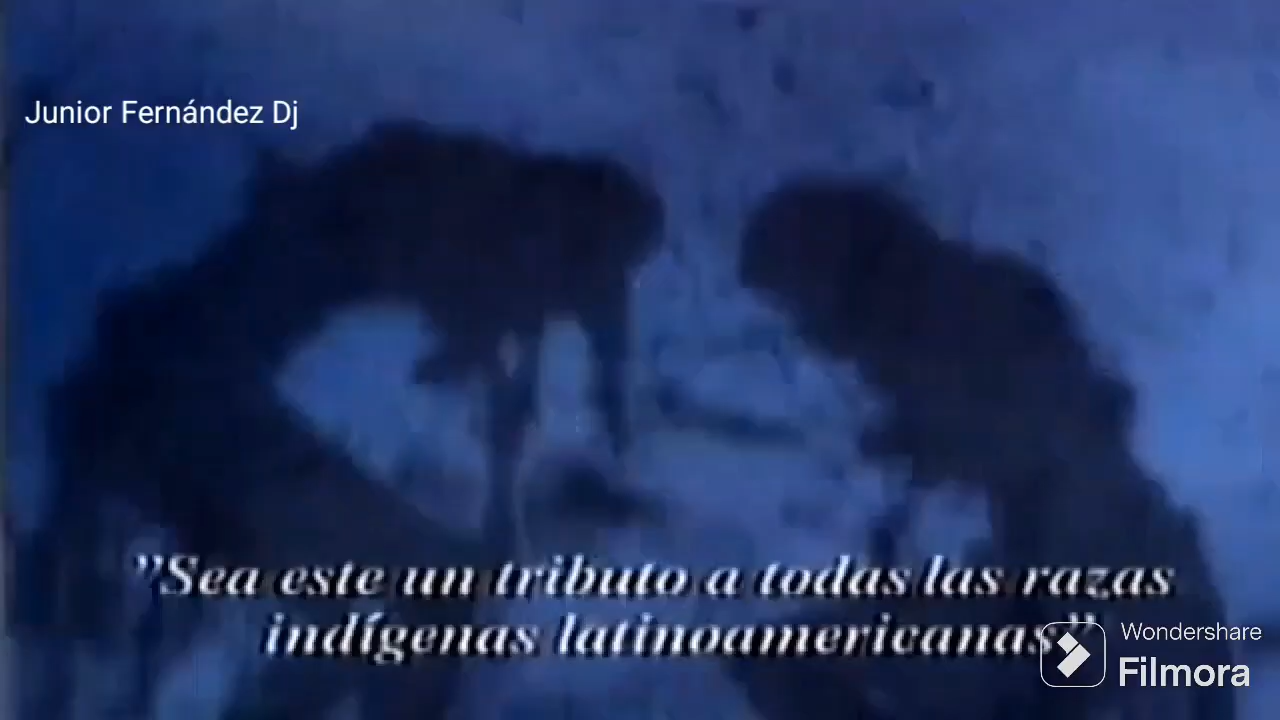 Junior Fernández Dj
"Sea este un tributo a todas las razas
indígenas latinoamericanas"
Wondershare
Filmora